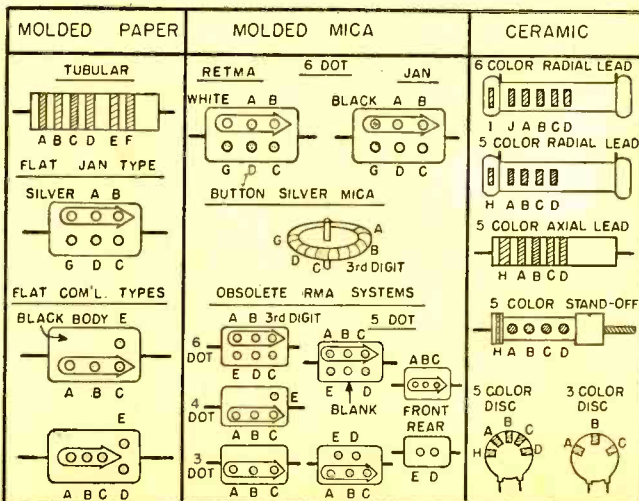 MOLDED PAPER
TUBULAR
A B C D E F
FLAT JAN TYPE
SILVER A B
G D C
FLAT COM'L. TYPES
BLACK BODY E
A B C
E
A B C D
MOLDED MICA
RETMA 6 DOT JAN
WHITE A B BLACK A B
G D C G D C
BUTTON SILVER MICA
G A
D B
C
3rd DIGIT
OBSOLETE RMA SYSTEMS
A B 3rd DIGIT 5 DOT
6 DOT
E D C
A B C
E D
BLANK
ABC
FRONT
REAR
E D
4 DOT
E
A B C
3 DOT
A B C
E D
A B C
CERAMIC
6 COLOR RADIAL LEAD
I J A B C D
5 COLOR RADIAL LEAD
H A B C D
5 COLOR AXIAL LEAD
H A B C D
5 COLOR STAND-OFF
H A B C D
5 COLOR DISC
H A B C D
3 COLOR DISC
A B C